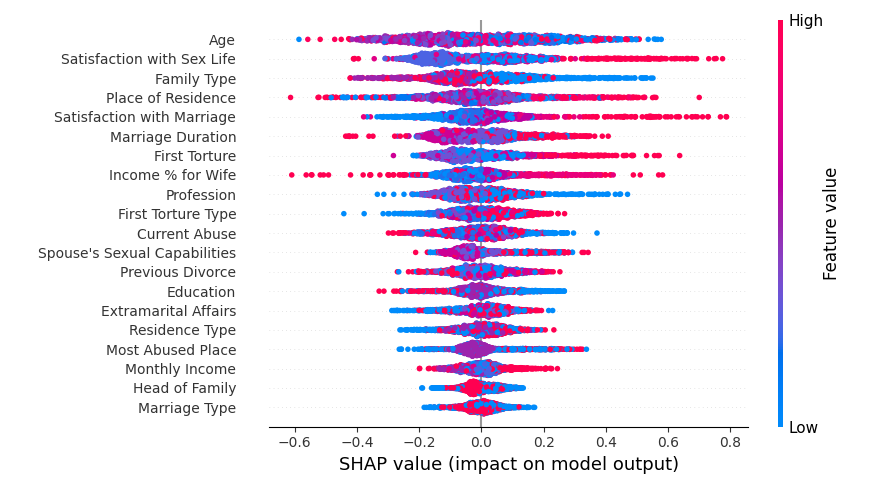 High
Age
Satisfaction with Sex Life
Family Type
Place of Residence
Satisfaction with Marriage
Marriage Duration
First Torture
Income % for Wife
Profession
First Torture Type
Current Abuse
Spouse's Sexual Capabilities
Previous Divorce
Education
Extramarital Affairs
Residence Type
Most Abused Place
Monthly Income
Head of Family
Marriage Type
Feature value
Low
−0.6 −0.4 −0.2 0.0 0.2 0.4 0.6 0.8
SHAP value (impact on model output)